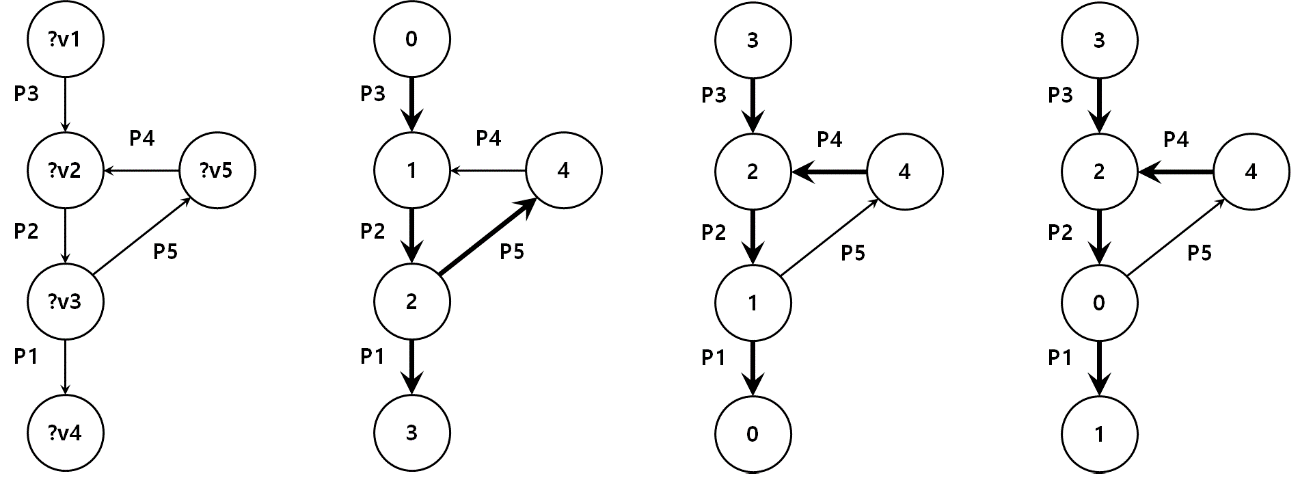 ?v1 0 3 3
P3 P3 P3 P3
P4 P4 P4 P4
?v2 ?v5 1 4 2 4 2 4
P2 P2 P2 P2
P5 P5 P5 P5
?v3 2 1 0
P1 P1 P1 P1
?v4 3 0 1